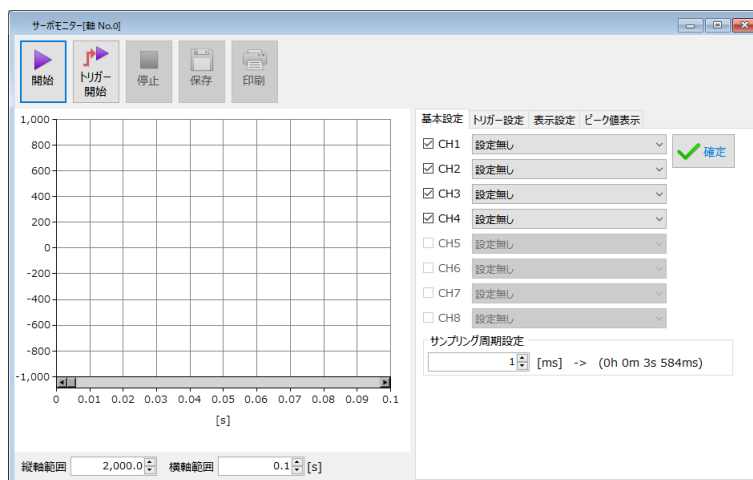 サーボモニター[軸 No.0]
開始
トリガー
開始
停止
保存
印刷
1,000
800
600
400
200
0
-200
-400
-600
-800
-1,000
0 0.01 0.02 0.03 0.04 0.05 0.06 0.07 0.08 0.09 0.1
[s]
縦軸範囲 2,000.0 横軸範囲 0.1 [s]
基本設定 トリガー設定 表示設定 ピーク値表示
CH1 設定無し
確定
CH2 設定無し
CH3 設定無し
CH4 設定無し
CH5 設定無し
CH6 設定無し
CH7 設定無し
CH8 設定無し
サンプリング周期設定
1 [ms] -> (0h 0m 3s 584ms)